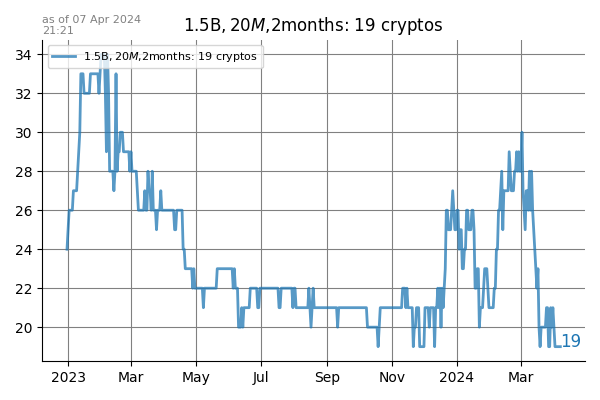 as of 07 Apr 2024
21:21
1.5B, 20M,2months: 19 cryptos
1.5B, 20M,2months: 19 cryptos
34
32
30
28
26
24
22
20
19
2023
Mar
May
Jul
Sep
Nov
2024
Mar